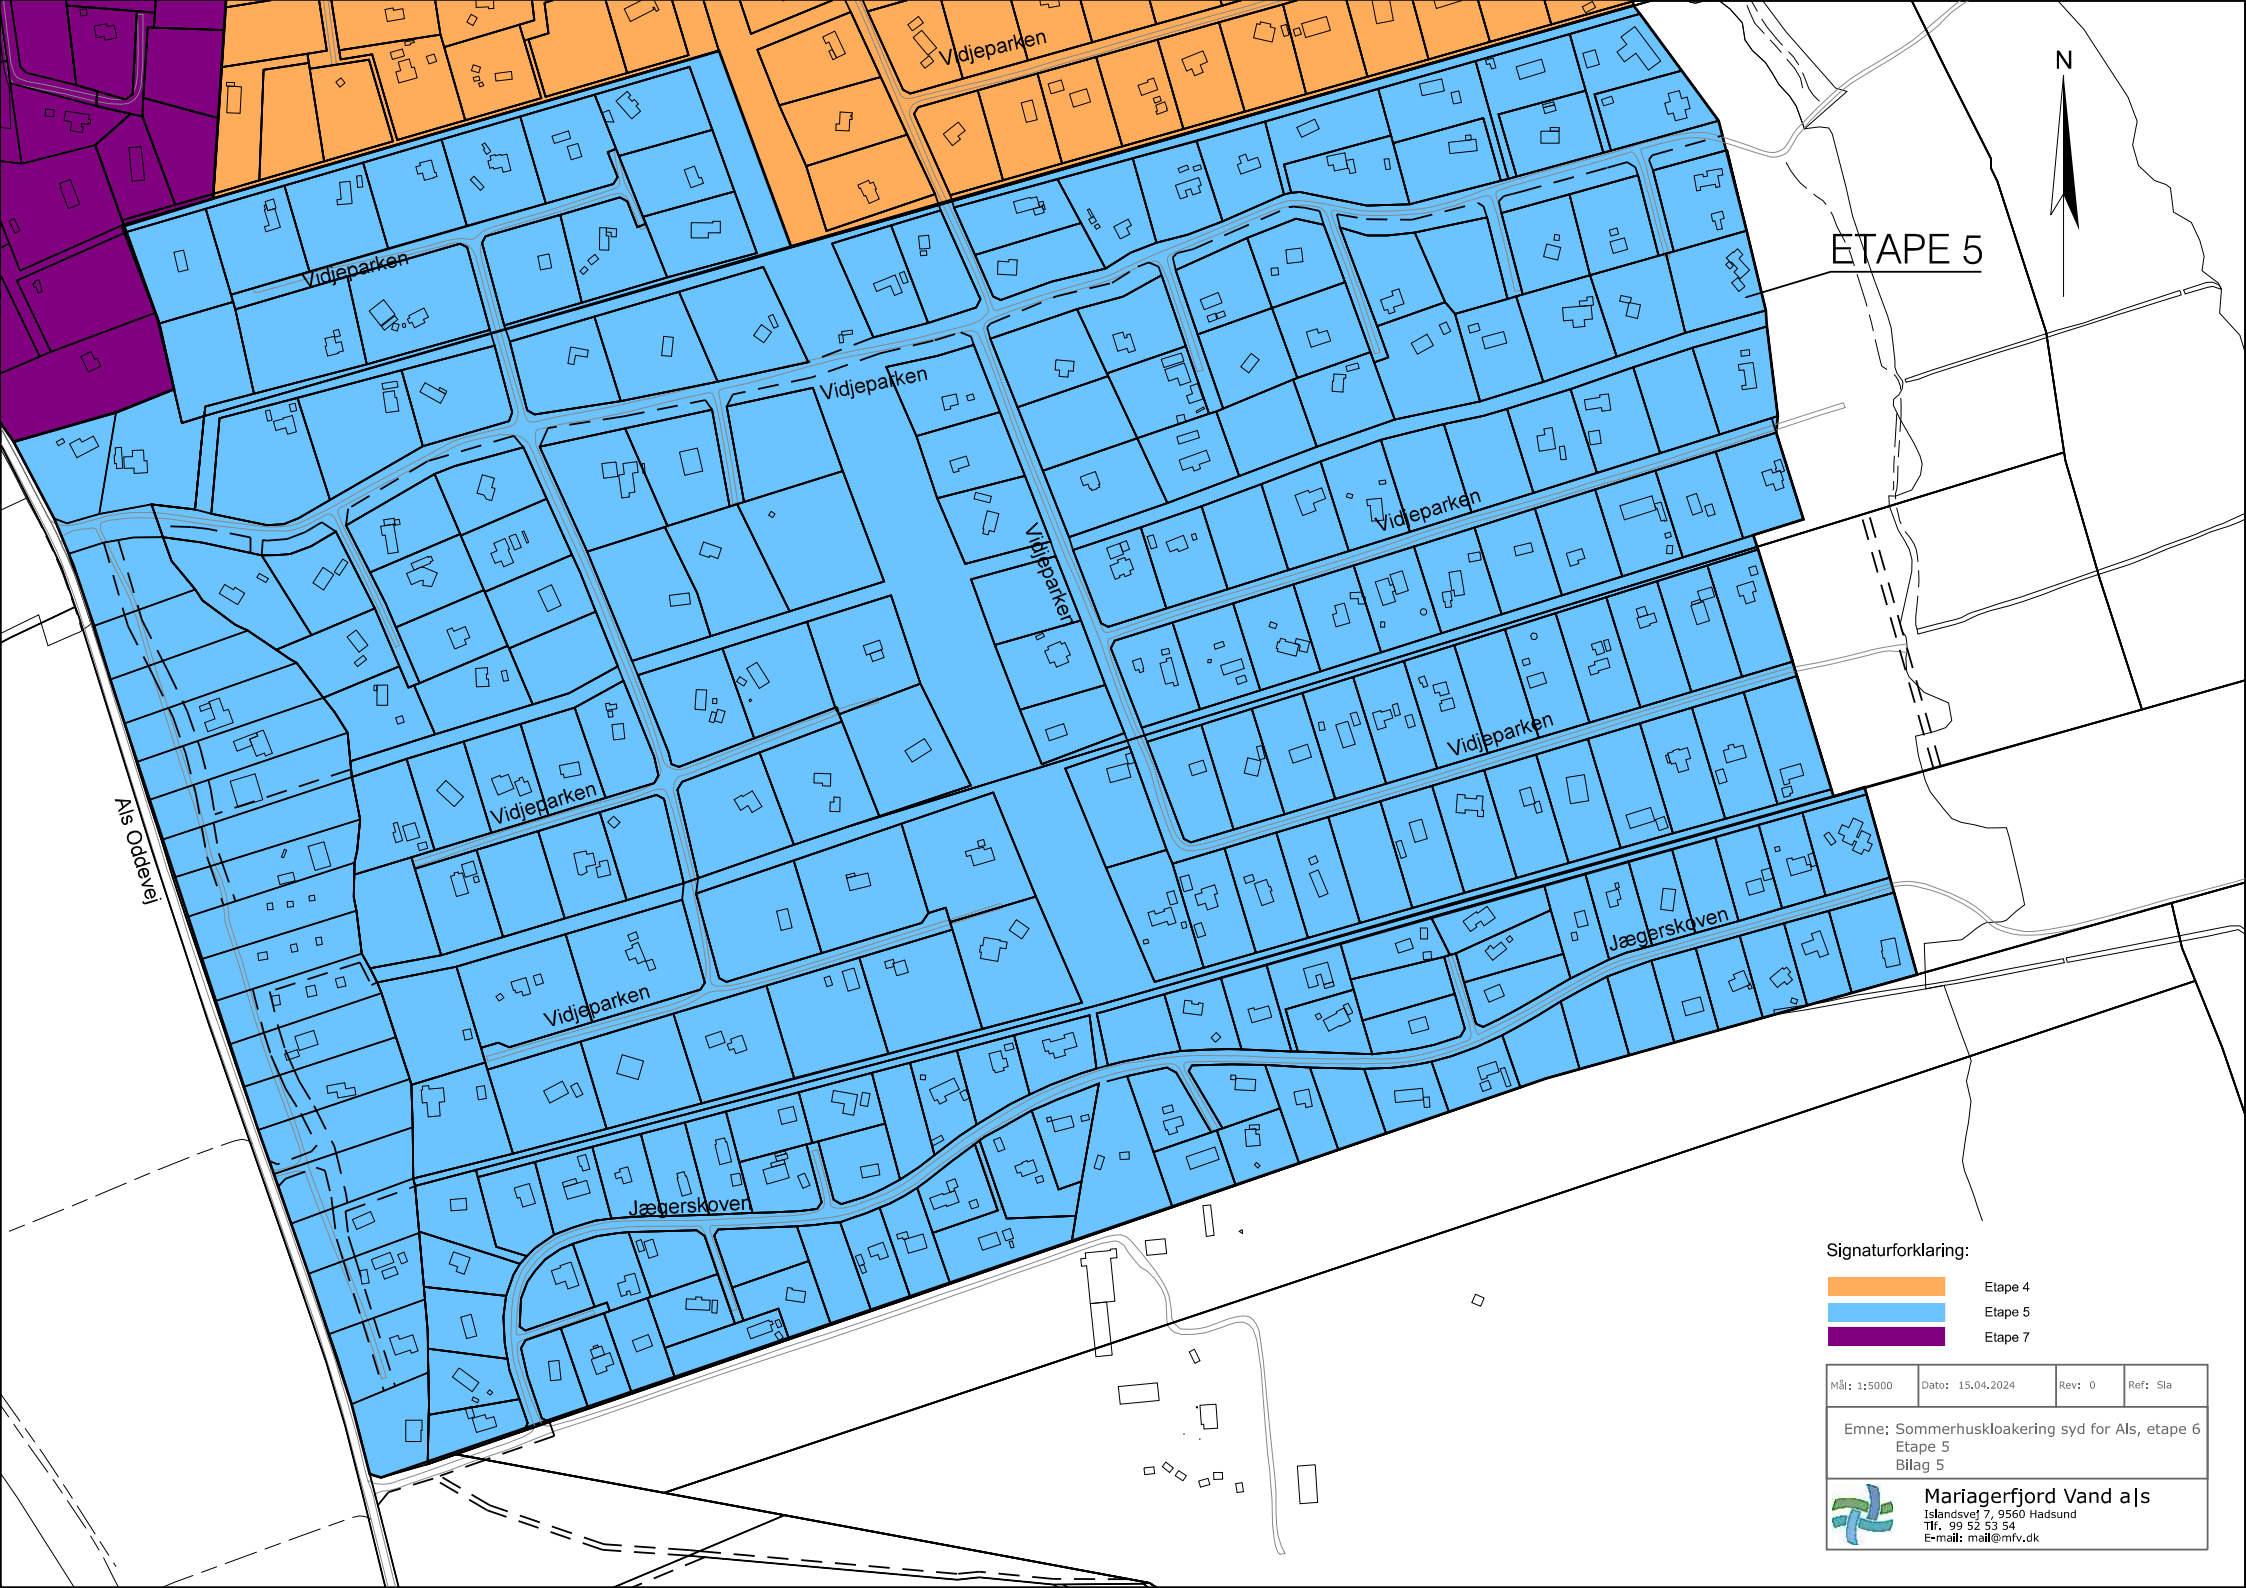 Vidjeparken
N
ETAPE 5
Vidjeparken
Vidjeparken
Vidjeparken
Vidjeparken
Vidjeparken
Vidjeparken
Als Oddevej
Jægerskoven
Vidjeparken
Jægerskoven
Signaturforklaring:
Etape 4
Etape 5
Etape 7
Mål: 1:5000 Dato: 15.04.2024 Rev: 0 Ref: Sla
Emne: Sommerhuskloakering syd for Als, etape 6
Etape 5
Bilag 5
Mariagerfjord Vand a|s
Islandsvej 7, 9560 Hadsund
Tlf. 99 52 53 54
E-mail: mail@mfv.dk